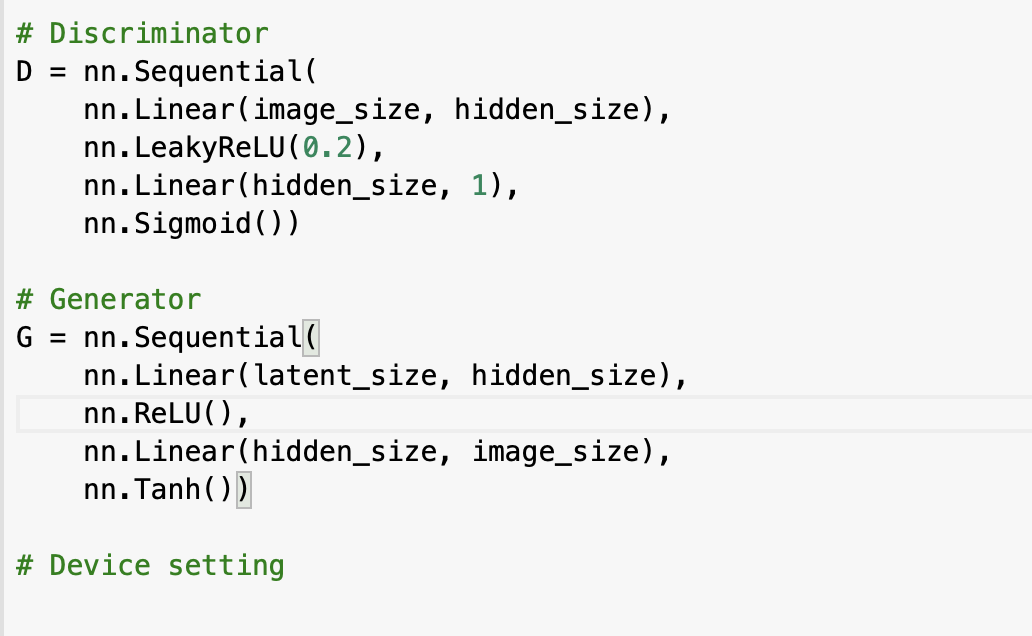 # Discriminator
D = nn.Sequential(
    nn.Linear(image_size, hidden_size),
    nn.LeakyReLU(0.2),
    nn.Linear(hidden_size, 1),
    nn.Sigmoid())

# Generator
G = nn.Sequential(
    nn.Linear(latent_size, hidden_size),
    nn.ReLU(),
    nn.Linear(hidden_size, image_size),
    nn.Tanh())

# Device setting